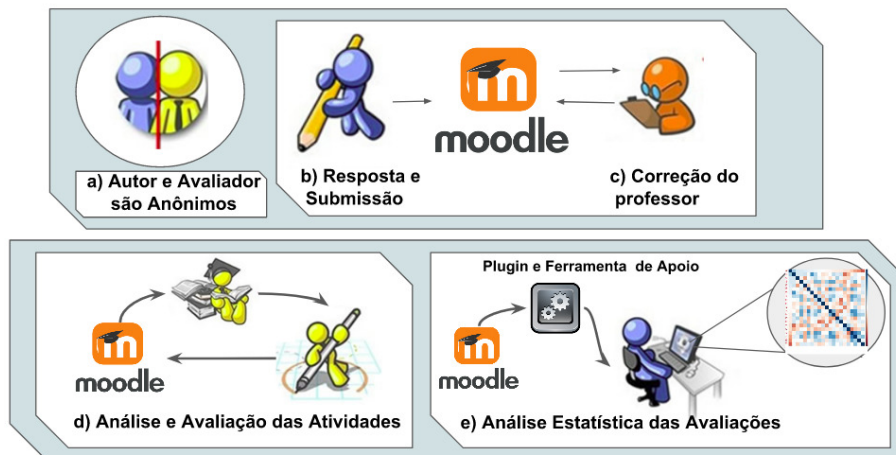 moodle
a) Autor e Avaliador
são Anônimos
b) Resposta e
Submissão
c) Correção do
professor
Plugin e Ferramenta de Apoio
moodle
moodle
d) Análise e Avaliação das Atividades
e) Análise Estatística das Avaliações